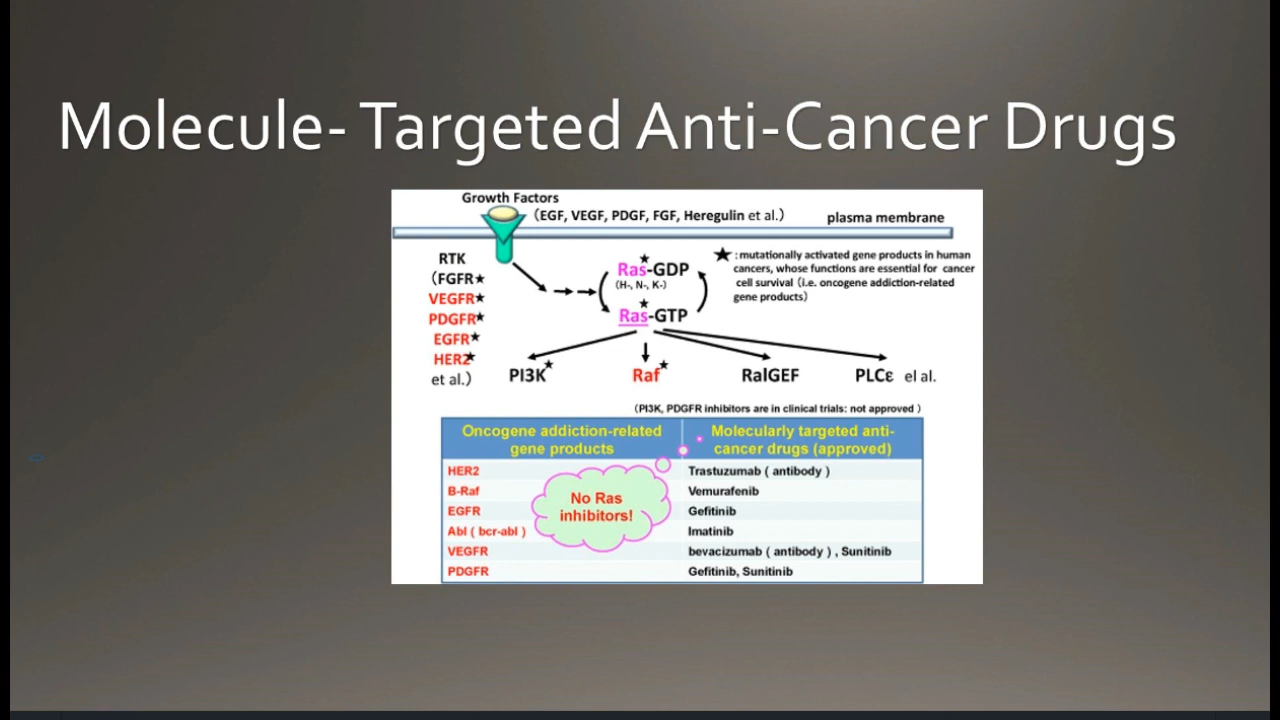 Molecule- Targeted Anti-Cancer Drugs
Growth Factors
(EGF, VEGF, PDGF, FGF, Heregulin et al.)
plasma membrane
RTK
(FGFR★
VEGFR★
PDGFR★
EGFR★
HER2★
et al.)
★
Ras-GDP
(H-, N-, K-)
★
Ras-GTP
★ : mutationally activated gene products in human
cancers, whose functions are essential for cancer
cell survival (i.e. oncogene addiction-related
gene products)
PI3K★
Raf★
RalGEF
PLCε el al.
(PI3K, PDGFR inhibitors are in clinical trials: not approved )
Oncogene addiction-related
gene products
Molecularly targeted anti-
cancer drugs (approved)
HER2
Trastuzumab ( antibody )
B-Raf
Vemurafenib
EGFR
Gefitinib
Abl ( bcr-abl )
Imatinib
VEGFR
bevacizumab ( antibody ) , Sunitinib
PDGFR
Gefitinib, Sunitinib
No Ras
inhibitors!